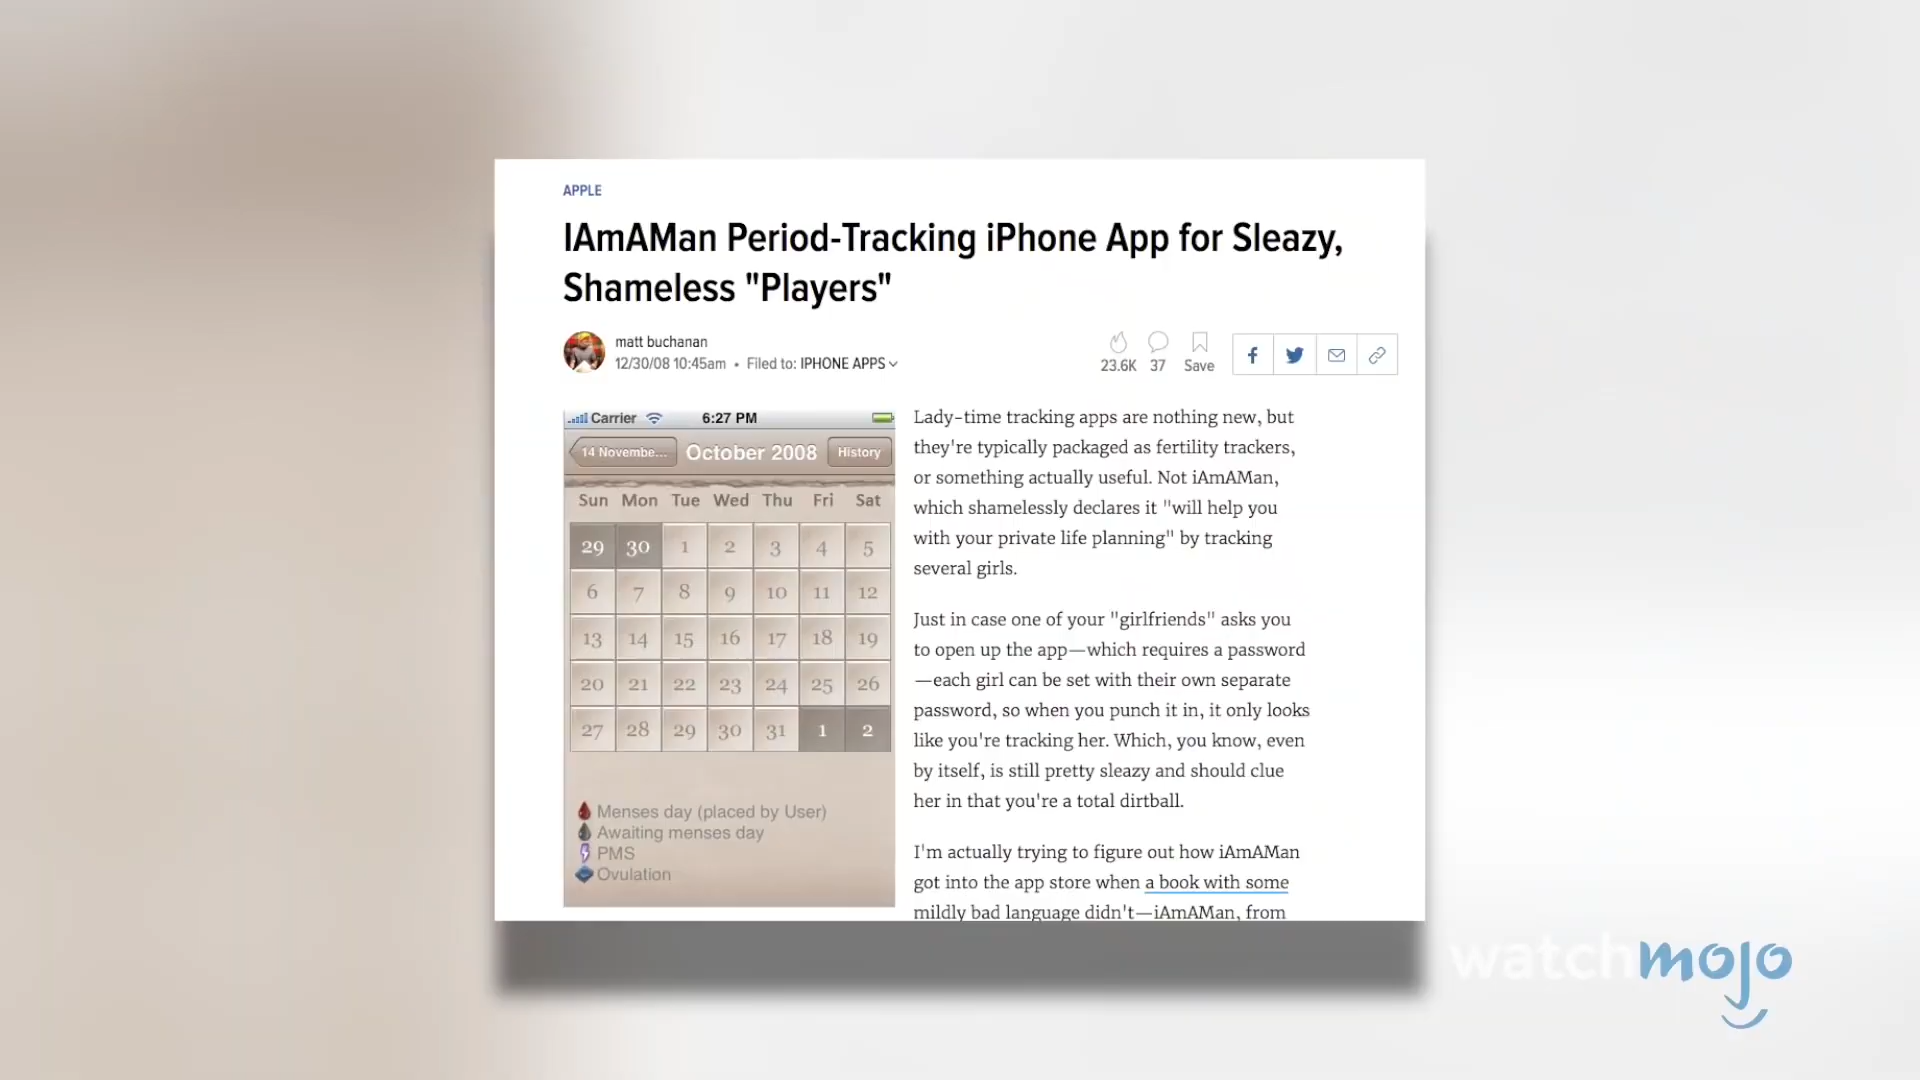 APPLE
IAmAMan Period-Tracking iPhone App for Sleazy,
Shameless "Players"
matt buchanan
12/30/08 10:45am • Filed to: IPHONE APPS
23.6K 37 Save
Carrier 6:27 PM
14 Novembe... October 2008 History
Sun Mon Tue Wed Thu Fri Sat
29 30 1 2 3 4 5
6 7 8 9 10 11 12
13 14 15 16 17 18 19
20 21 22 23 24 25 26
27 28 29 30 31 1 2
Menses day (placed by User)
Awaiting menses day
PMS
Ovulation
Lady-time tracking apps are nothing new, but
they're typically packaged as fertility trackers,
or something actually useful. Not iAmAMan,
which shamelessly declares it "will help you
with your private life planning" by tracking
several girls.
Just in case one of your "girlfriends" asks you
to open up the app—which requires a password
—each girl can be set with their own separate
password, so when you punch it in, it only looks
like you're tracking her. Which, you know, even
by itself, is still pretty sleazy and should clue
her in that you're a total dirtball.
I'm actually trying to figure out how iAmAMan
got into the app store when a book with some
mildly bad language didn't—iAmAMan, from
watchmojo